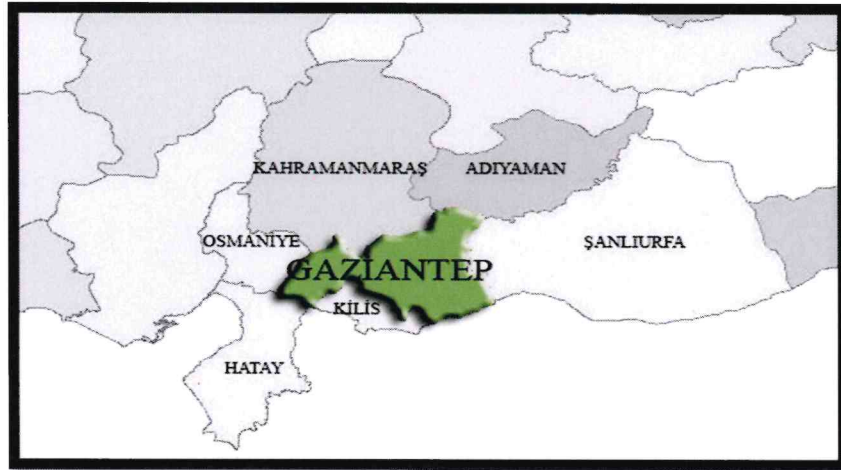 KAHRAMANMARAŞ
ADIYAMAN
OSMANİYE
ŞANLIURFA
GAZİANTEP
KİLİS
HATAY